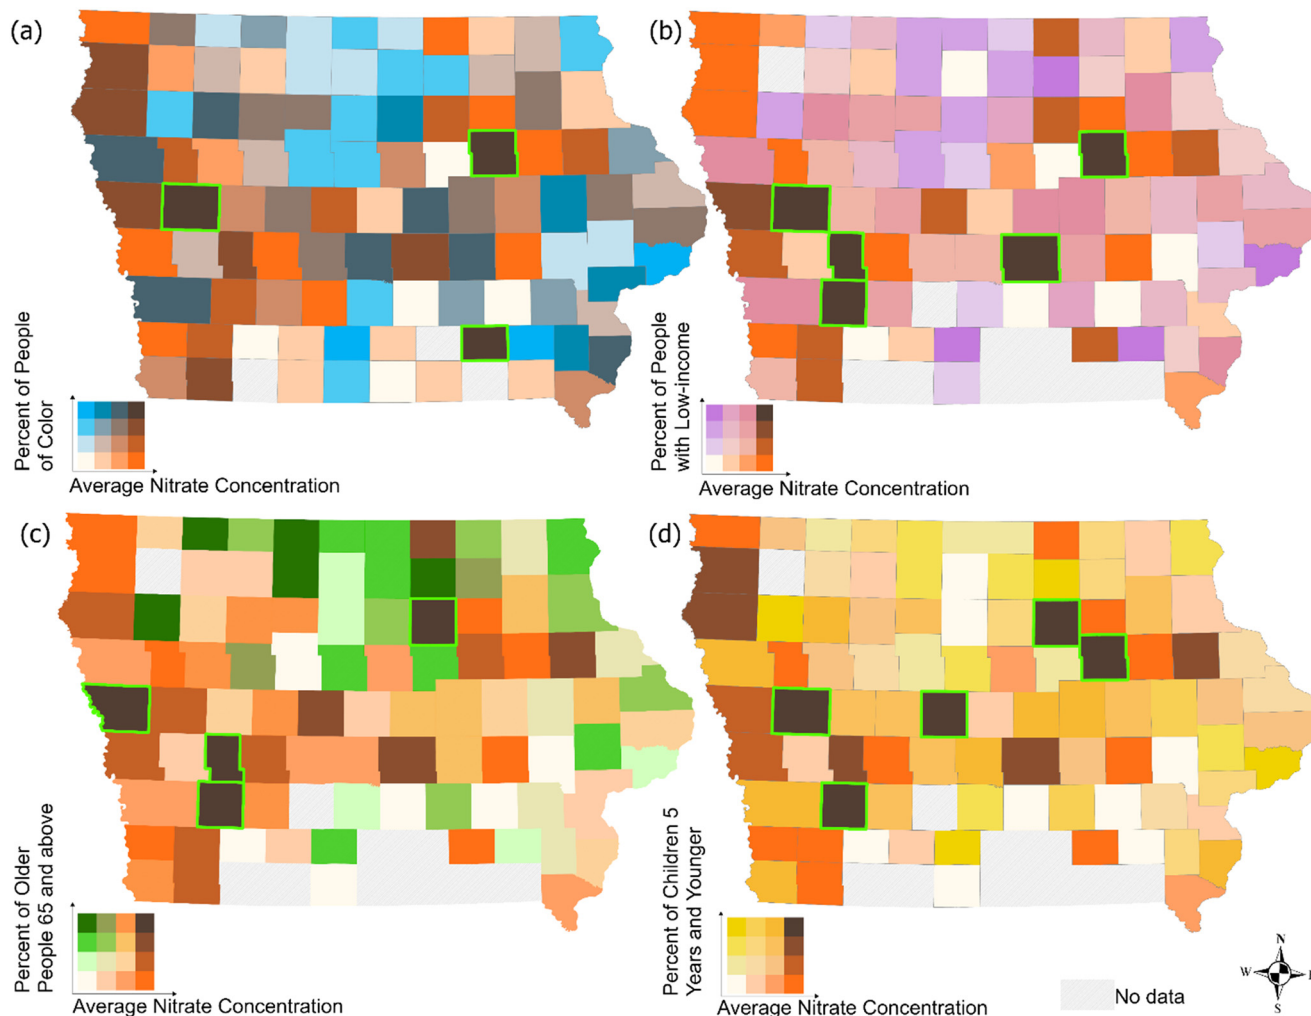 (a)
(b)
Percent of People
of Color
Average Nitrate Concentration
Percent of People
with Low-income
Average Nitrate Concentration
(c)
(d)
Percent of Older
People 65 and above
Average Nitrate Concentration
Percent of Children 5
Years and Younger
Average Nitrate Concentration
No data
N
W
S